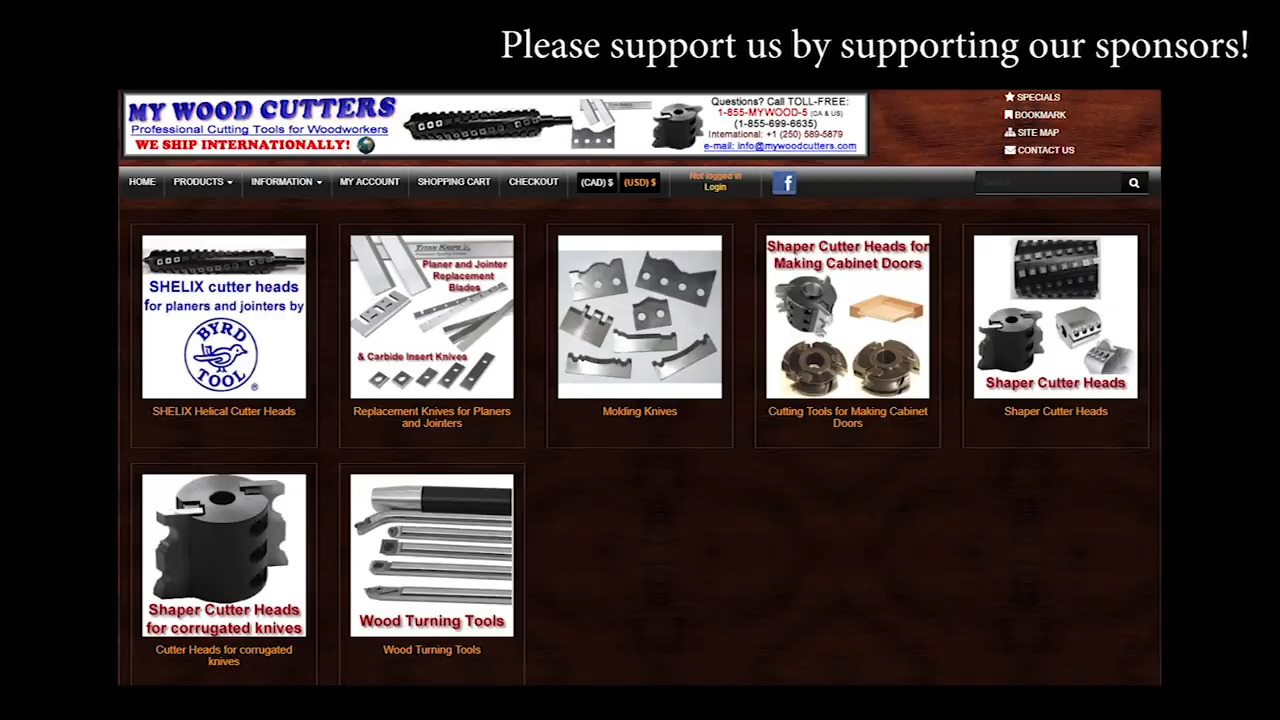 Please support us by supporting our sponsors!
MY WOOD CUTTERS
Professional Cutting Tools for Woodworkers
WE SHIP INTERNATIONALLY!
Questions? Call TOLL-FREE:
1-855-MYWOOD-5 (CA & US)
(1-855-699-6635)
International: +1 (250) 589-5879
e-mail: info@mywoodcutters.com
SPECIALS
BOOKMARK
SITE MAP
CONTACT US
HOME PRODUCTS INFORMATION MY ACCOUNT SHOPPING CART CHECKOUT (CAD) $ (USD) $
Not logged in
Login
f
Search
SHELIX cutter heads
for planers and jointers by
BYRD
TOOL
®
SHELIX Helical Cutter Heads
Planer and Jointer
Replacement
Blades
& Carbide Insert Knives
Replacement Knives for Planers
and Jointers
Molding Knives
Shaper Cutter Heads for
Making Cabinet Doors
Cutting Tools for Making Cabinet
Doors
Shaper Cutter Heads
Shaper Cutter Heads
Shaper Cutter Heads
for corrugated knives
Cutter Heads for corrugated
knives
Wood Turning Tools
Wood Turning Tools